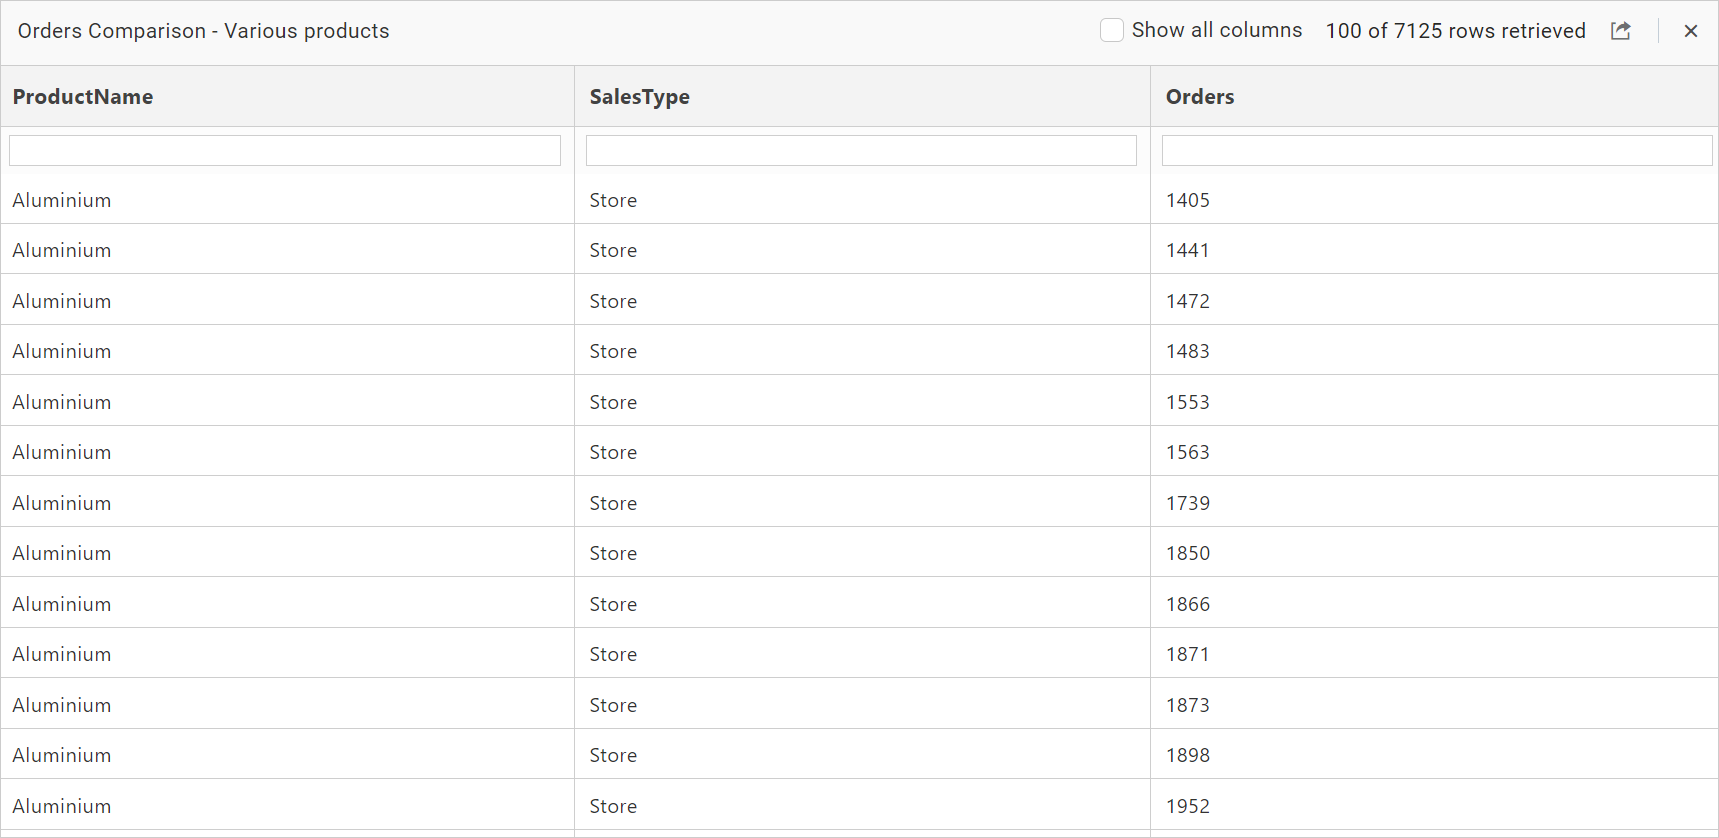 Orders Comparison - Various products Show all columns 100 of 7125 rows retrieved
ProductName SalesType Orders
Aluminium Store 1405
Aluminium Store 1441
Aluminium Store 1472
Aluminium Store 1483
Aluminium Store 1553
Aluminium Store 1563
Aluminium Store 1739
Aluminium Store 1850
Aluminium Store 1866
Aluminium Store 1871
Aluminium Store 1873
Aluminium Store 1898
Aluminium Store 1952